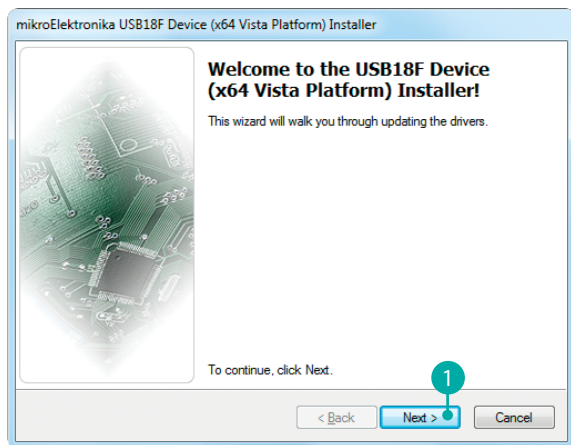 mikroElektronika USB18F Device (x64 Vista Platform) Installer
Welcome to the USB18F Device
(x64 Vista Platform) Installer!
This wizard will walk you through updating the drivers.
To continue, click Next.
1
< Back
Next >
Cancel